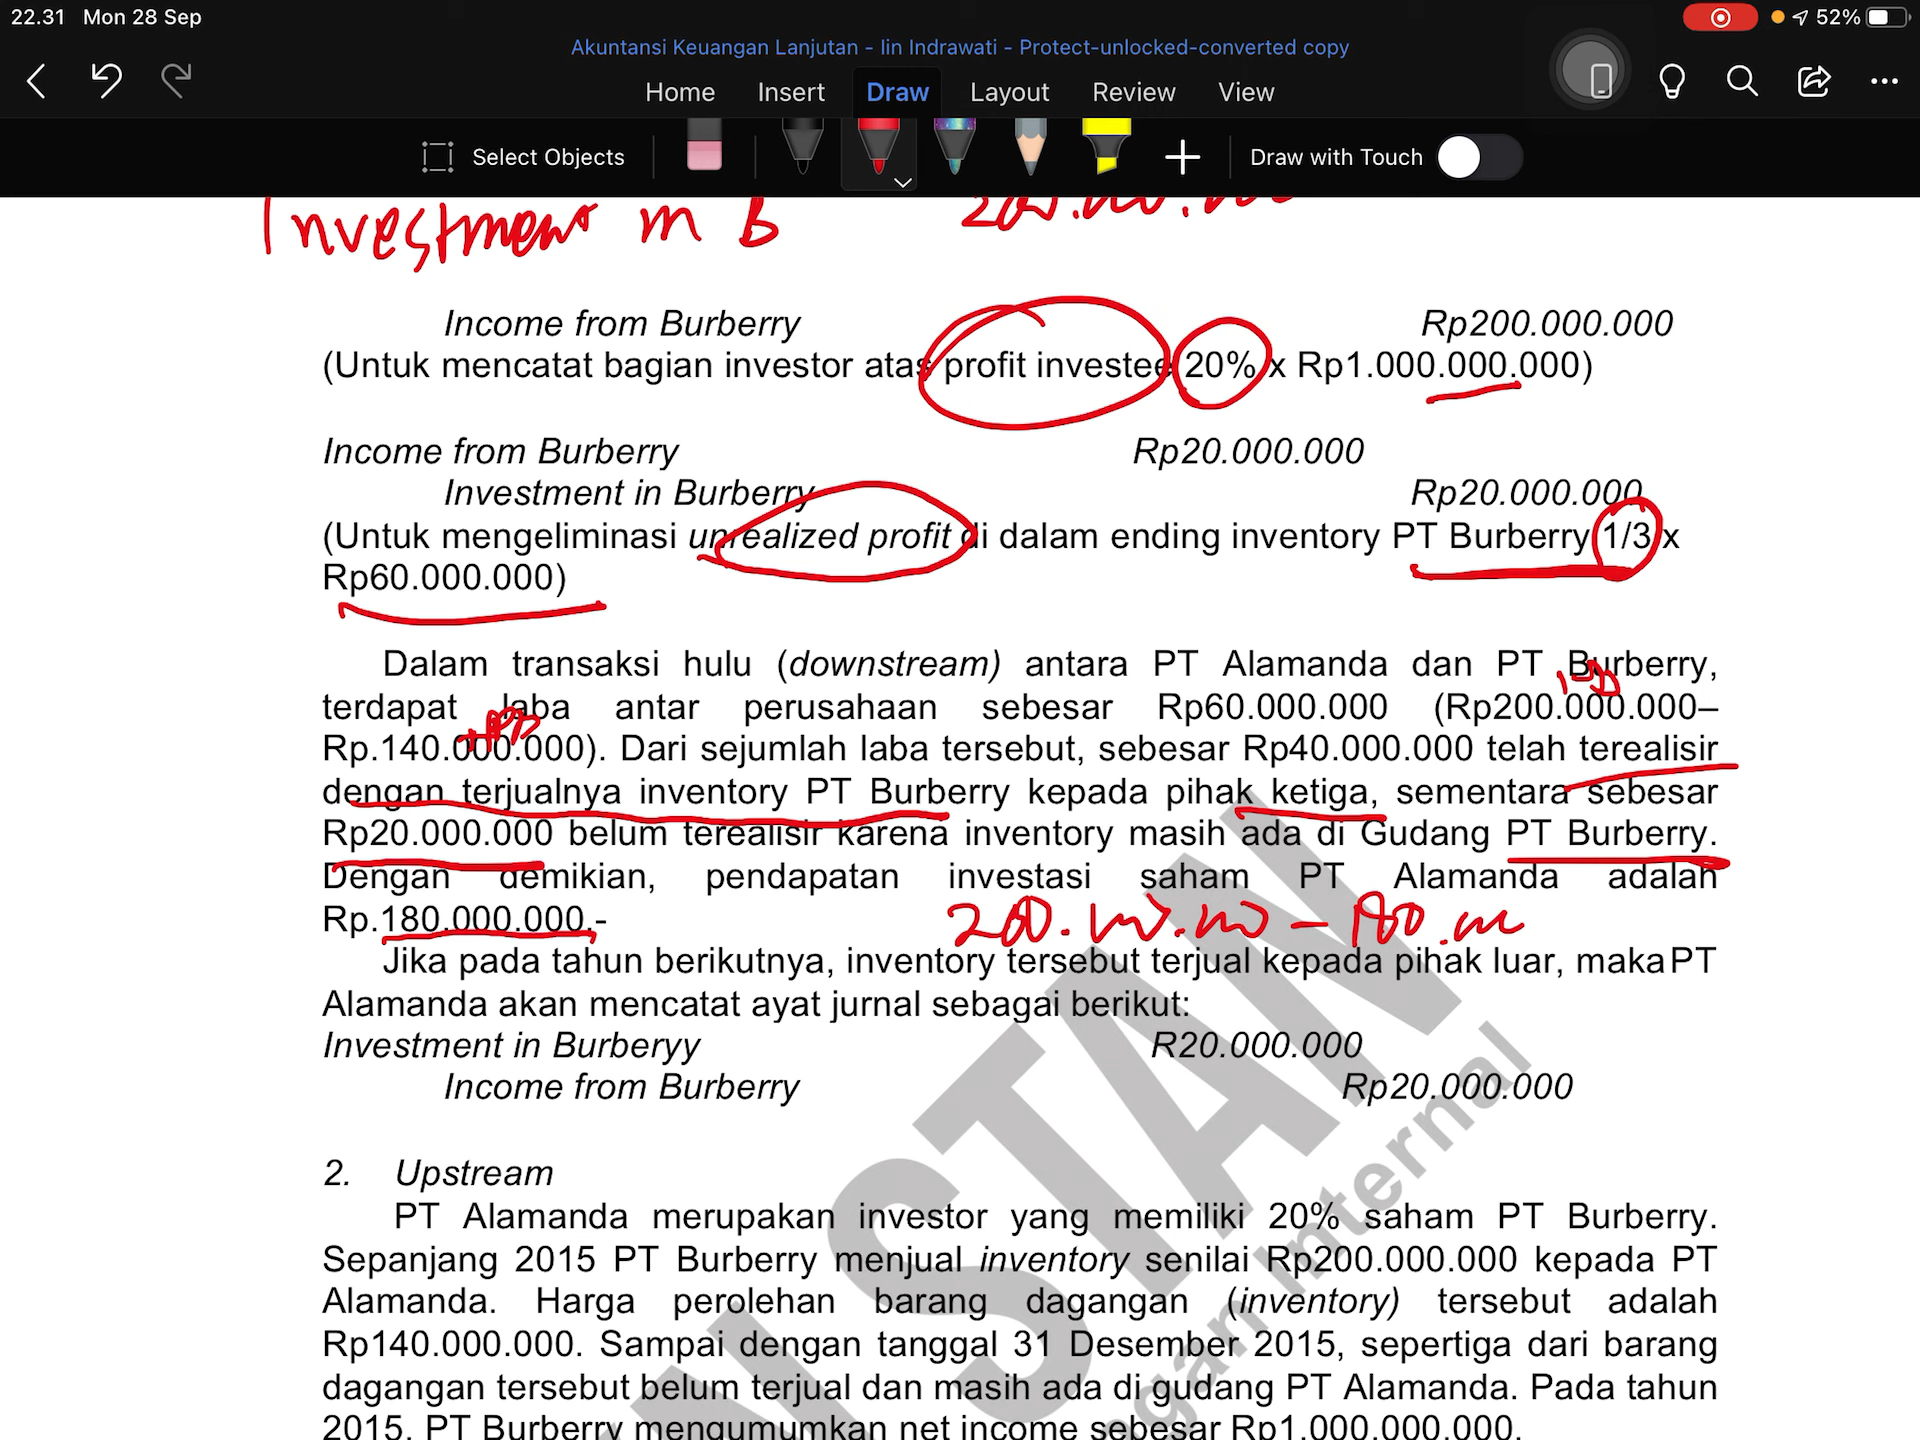 22.31 Mon 28 Sep
52%
Akuntansi Keuangan Lanjutan - Iin Indrawati - Protect-unlocked-converted copy
Home Insert Draw Layout Review View
Select Objects
Draw with Touch
Investment in B
Income from Burberry Rp200.000.000
(Untuk mencatat bagian investor atas profit investee 20% x Rp1.000.000.000)
Income from Burberry Rp20.000.000
Investment in Burberry Rp20.000.000
(Untuk mengeliminasi unrealized profit di dalam ending inventory PT Burberry 1/3 x
Rp60.000.000)
Dalam transaksi hulu (downstream) antara PT Alamanda dan PT Burberry,
terdapat laba antar perusahaan sebesar Rp60.000.000 (Rp200.000.000–
Rp.140.000.000). Dari sejumlah laba tersebut, sebesar Rp40.000.000 telah terealisir
dengan terjualnya inventory PT Burberry kepada pihak ketiga, sementara sebesar
Rp20.000.000 belum terealisir karena inventory masih ada di Gudang PT Burberry.
Dengan demikian, pendapatan investasi saham PT Alamanda adalah
Rp.180.000.000.-
Jika pada tahun berikutnya, inventory tersebut terjual kepada pihak luar, maka PT
Alamanda akan mencatat ayat jurnal sebagai berikut:
Investment in Burberyy R20.000.000
Income from Burberry Rp20.000.000
2. Upstream
PT Alamanda merupakan investor yang memiliki 20% saham PT Burberry.
Sepanjang 2015 PT Burberry menjual inventory senilai Rp200.000.000 kepada PT
Alamanda. Harga perolehan barang dagangan (inventory) tersebut adalah
Rp140.000.000. Sampai dengan tanggal 31 Desember 2015, sepertiga dari barang
dagangan tersebut belum terjual dan masih ada di gudang PT Alamanda. Pada tahun
2015, PT Burberry mengumumkan net income sebesar Rp1.000.000.000.
STAN
Internal